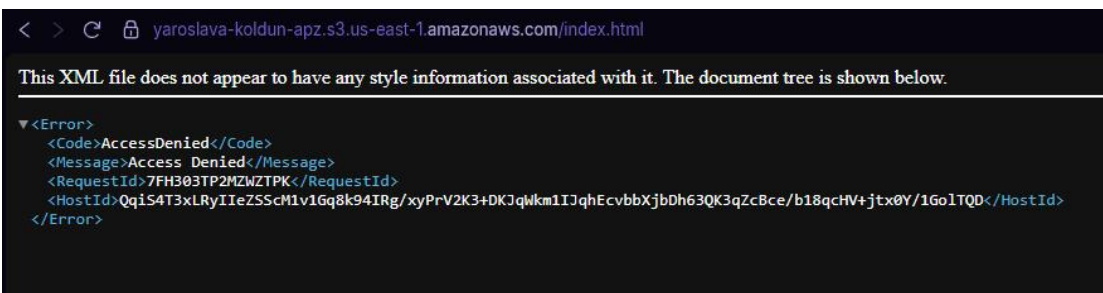 yaroslava-koldun-apz.s3.us-east-1.amazonaws.com/index.html
This XML file does not appear to have any style information associated with it. The document tree is shown below.
▼<Error>
<Code>AccessDenied</Code>
<Message>Access Denied</Message>
<RequestId>7FH303TP2MZWZTPK</RequestId>
<HostId>QqiS4T3xLRyIIeZSScM1v1Gq8k94IRg/xyPrV2K3+DKJqWkm1IJqhEcvbbXjbDh63QK3qZcBce/b18qcHV+jtx0Y/1GolTQD</HostId>
</Error>